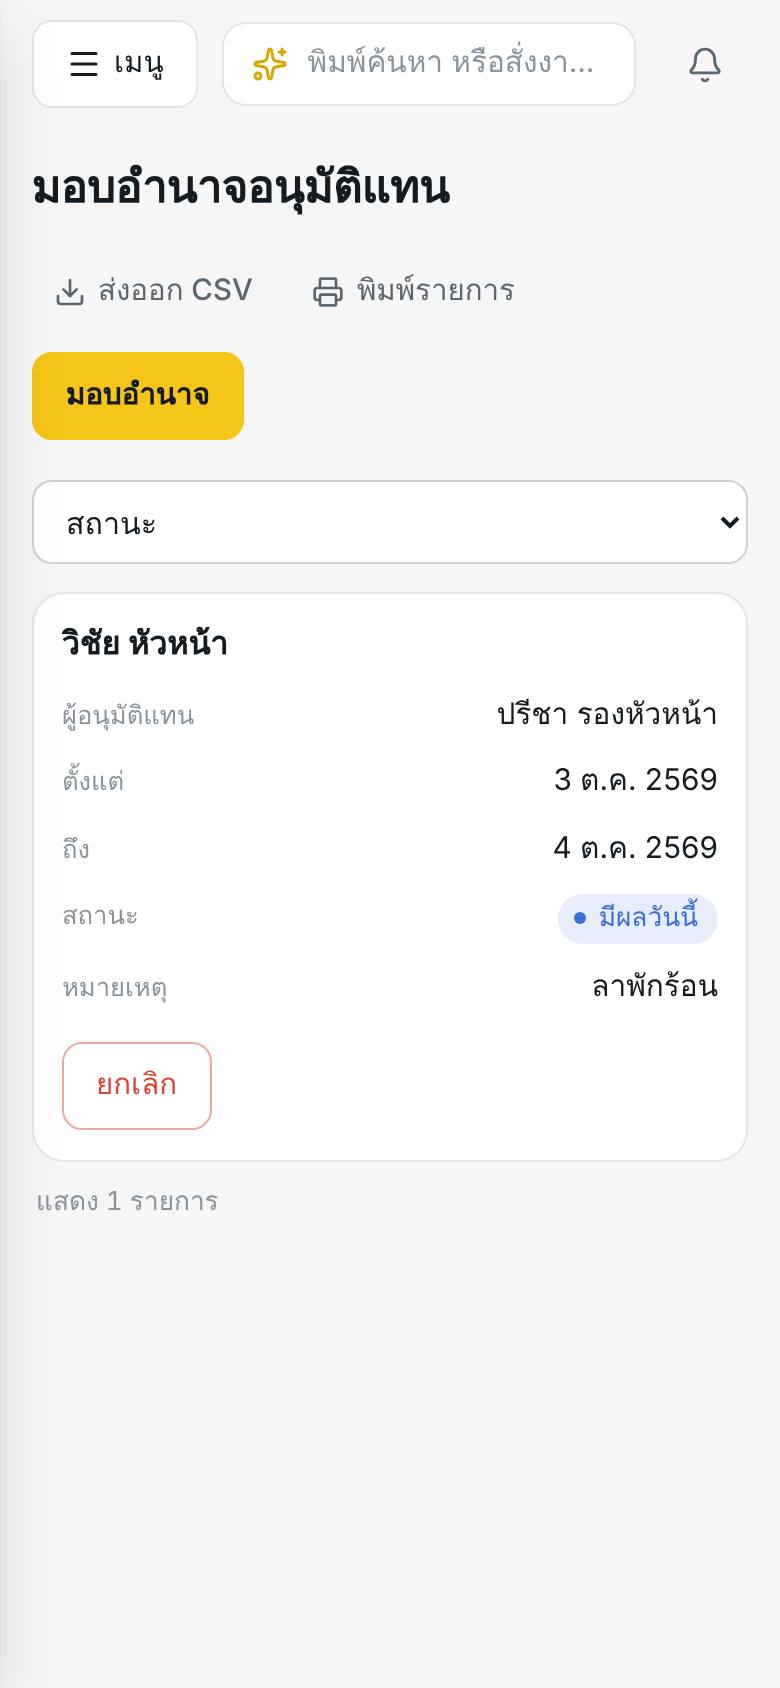 เมนู
พิมพ์ค้นหา หรือสั่งงา...
มอบอำนาจอนุมัติแทน
ส่งออก CSV
พิมพ์รายการ
มอบอำนาจ
สถานะ
วิชัย หัวหน้า
ผู้อนุมัติแทน ปรีชา รองหัวหน้า
ตั้งแต่ 3 ต.ค. 2569
ถึง 4 ต.ค. 2569
สถานะ มีผลวันนี้
หมายเหตุ ลาพักร้อน
ยกเลิก
แสดง 1 รายการ